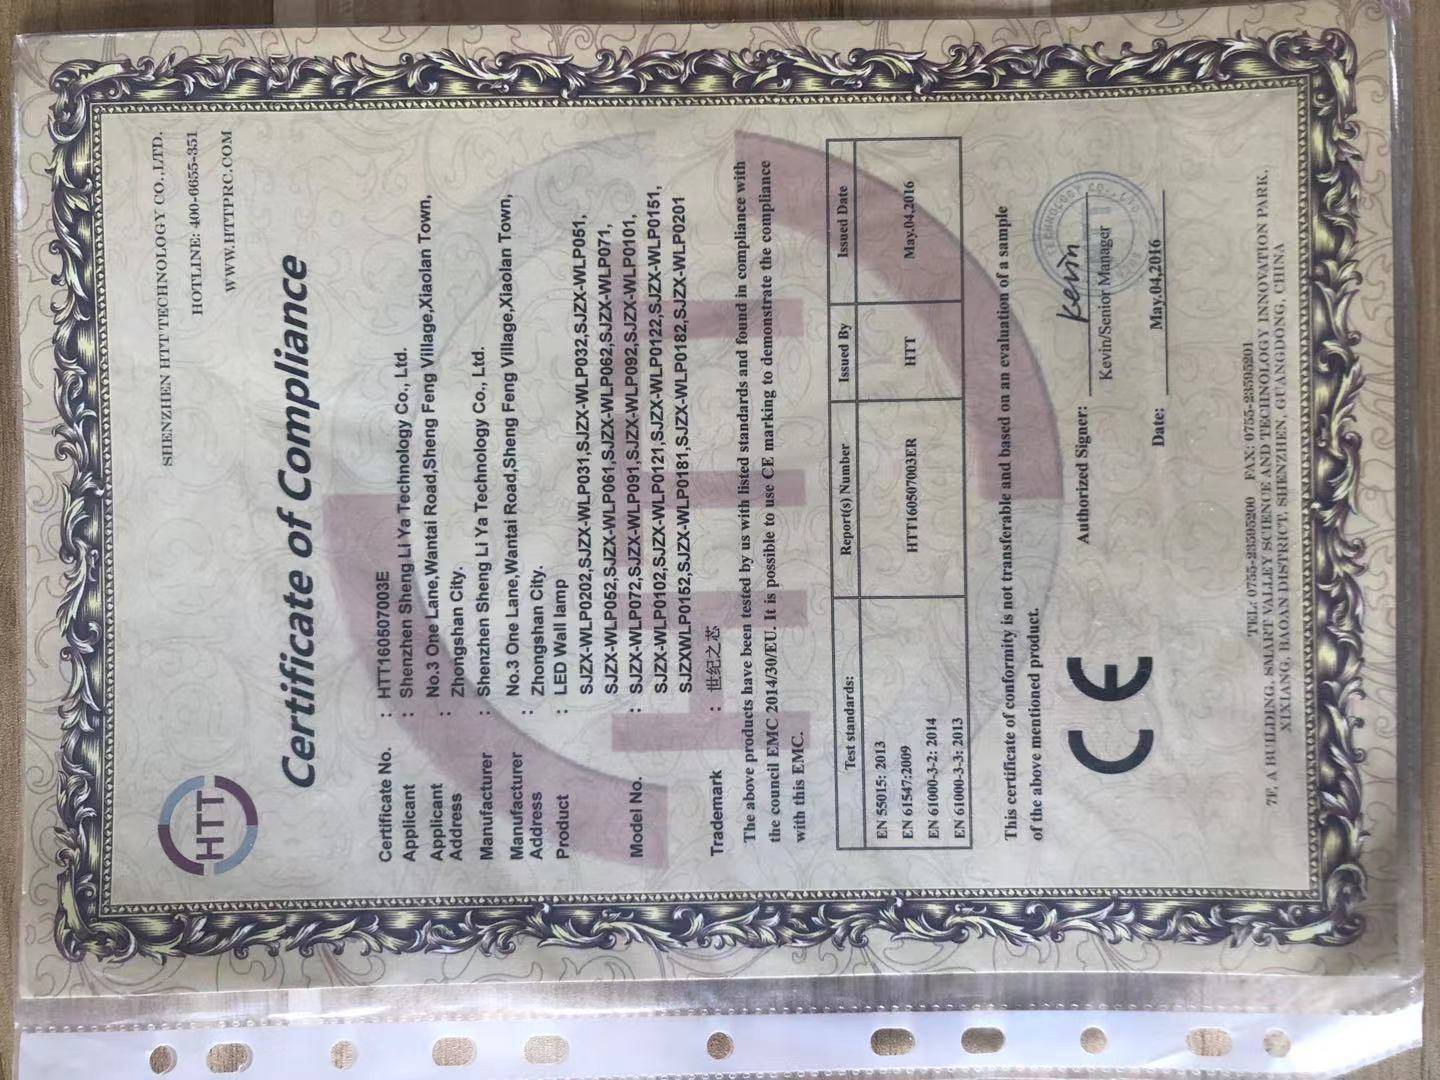 HTT
SHENZHEN HTT TECHNOLOGY CO.,LTD.
HOTLINE: 400-6655-351
WWW.HTTPRC.COM
Certificate of Compliance
Certificate No. : HTT160507003E
Applicant : Shenzhen Sheng Li Ya Technology Co., Ltd.
Applicant No.3 One Lane,Wantai Road,Sheng Feng Village,Xiaolan Town,
Address : Zhongshan City.
Manufacturer : Shenzhen Sheng Li Ya Technology Co., Ltd.
Manufacturer No.3 One Lane,Wantai Road,Sheng Feng Village,Xiaolan Town,
Address : Zhongshan City.
Product : LED Wall lamp
SJZX-WLP0202,SJZX-WLP031,SJZX-WLP032,SJZX-WLP051,
SJZX-WLP052,SJZX-WLP061,SJZX-WLP062,SJZX-WLP071,
Model No. : SJZX-WLP072,SJZX-WLP091,SJZX-WLP092,SJZX-WLP0101,
SJZX-WLP0102,SJZX-WLP0121,SJZX-WLP0122,SJZX-WLP0151,
SJZXWLP0152,SJZX-WLP0181,SJZX-WLP0182,SJZX-WLP0201
Trademark : 世纪之芯
The above products have been tested by us with listed standards and found in compliance with
the council EMC 2014/30/EU. It is possible to use CE marking to demonstrate the compliance
with this EMC.
Test standards: Report(s) Number Issued By Issued Date
EN 55015: 2013
EN 61547:2009 HTT160507003ER HTT May.04,2016
EN 61000-3-2: 2014
EN 61000-3-3: 2013
This certificate of conformity is not transferable and based on an evaluation of a sample
of the above mentioned product.
CE
Authorized Signer: Kevin
Kevin/Senior Manager
Date: May.04,2016
TECHNOLOGY CO., LTD
TEL: 0755-23595200 FAX: 0755-23595201
7F, A BUILDING, SMART VALLEY SCIENCE AND TECHNOLOGY INNOVATION PARK,
XIXIANG, BAOAN DISTRICT, SHENZHEN, GUANGDONG, CHINA